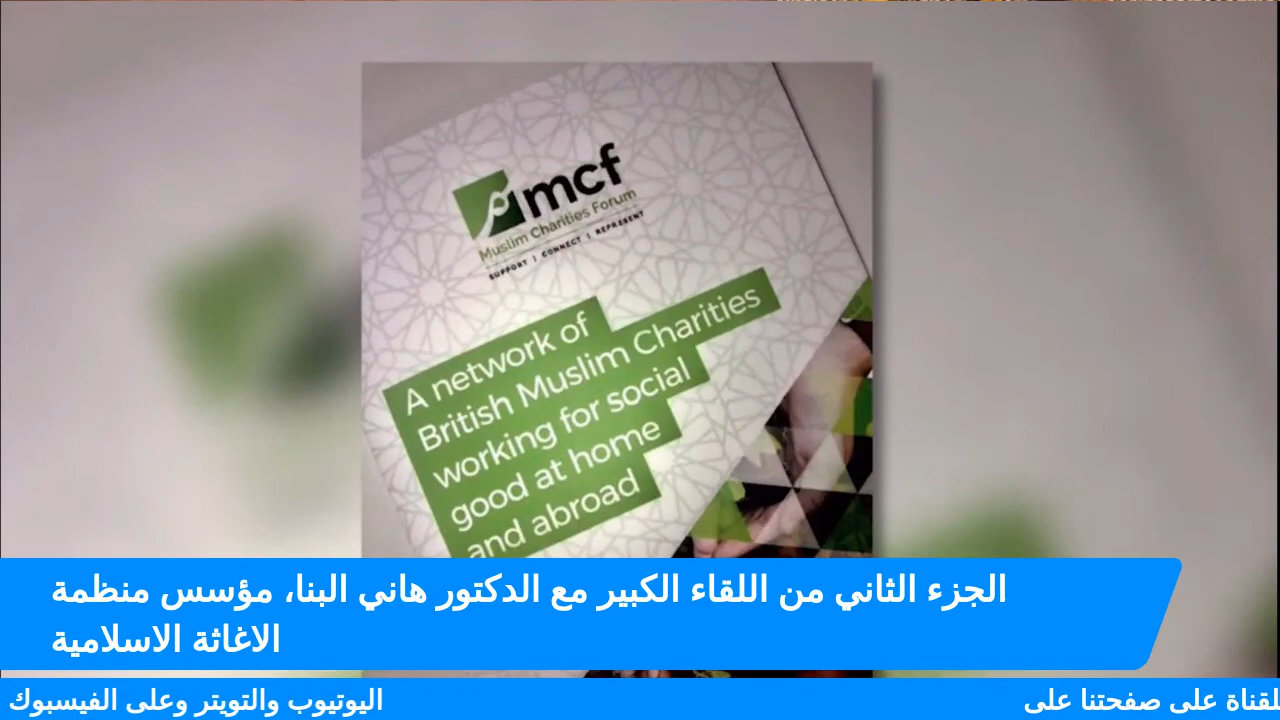 mcf
Muslim Charities Forum
SUPPORT | CONNECT | REPRESENT
A network of
British Muslim Charities
working for social
good at home
and abroad
الجزء الثاني من اللقاء الكبير مع الدكتور هاني البنا، مؤسس منظمة
الاغاثة الاسلامية
لقناة على صفحتنا على
اليوتيوب والتويتر وعلى الفيسبوك